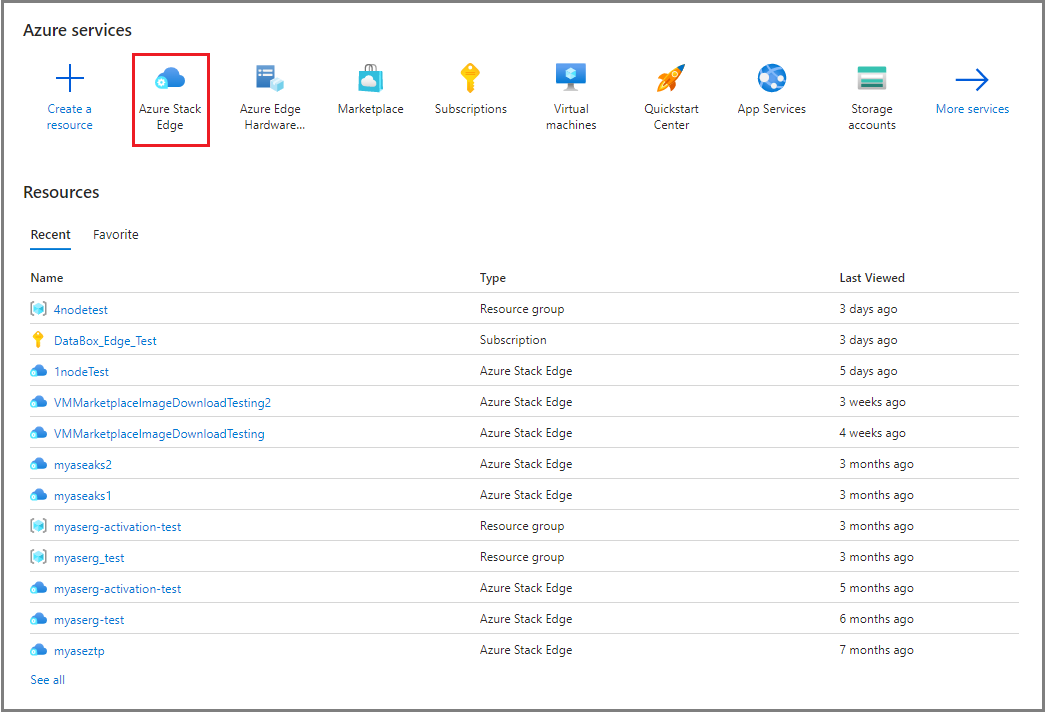 Azure services
Create a resource
Azure Stack Edge
Azure Edge Hardware...
Marketplace
Subscriptions
Virtual machines
Quickstart Center
App Services
Storage accounts
More services
Resources
Recent Favorite
Name Type Last Viewed
4nodetest Resource group 3 days ago
DataBox_Edge_Test Subscription 3 days ago
1nodeTest Azure Stack Edge 5 days ago
VMMarketplaceImageDownloadTesting2 Azure Stack Edge 3 weeks ago
VMMarketplaceImageDownloadTesting Azure Stack Edge 4 weeks ago
myaseaks2 Azure Stack Edge 3 months ago
myaseaks1 Azure Stack Edge 3 months ago
myaserg-activation-test Resource group 3 months ago
myaserg_test Resource group 3 months ago
myaserg-activation-test Azure Stack Edge 5 months ago
myaserg-test Azure Stack Edge 6 months ago
myaseztp Azure Stack Edge 7 months ago
See all